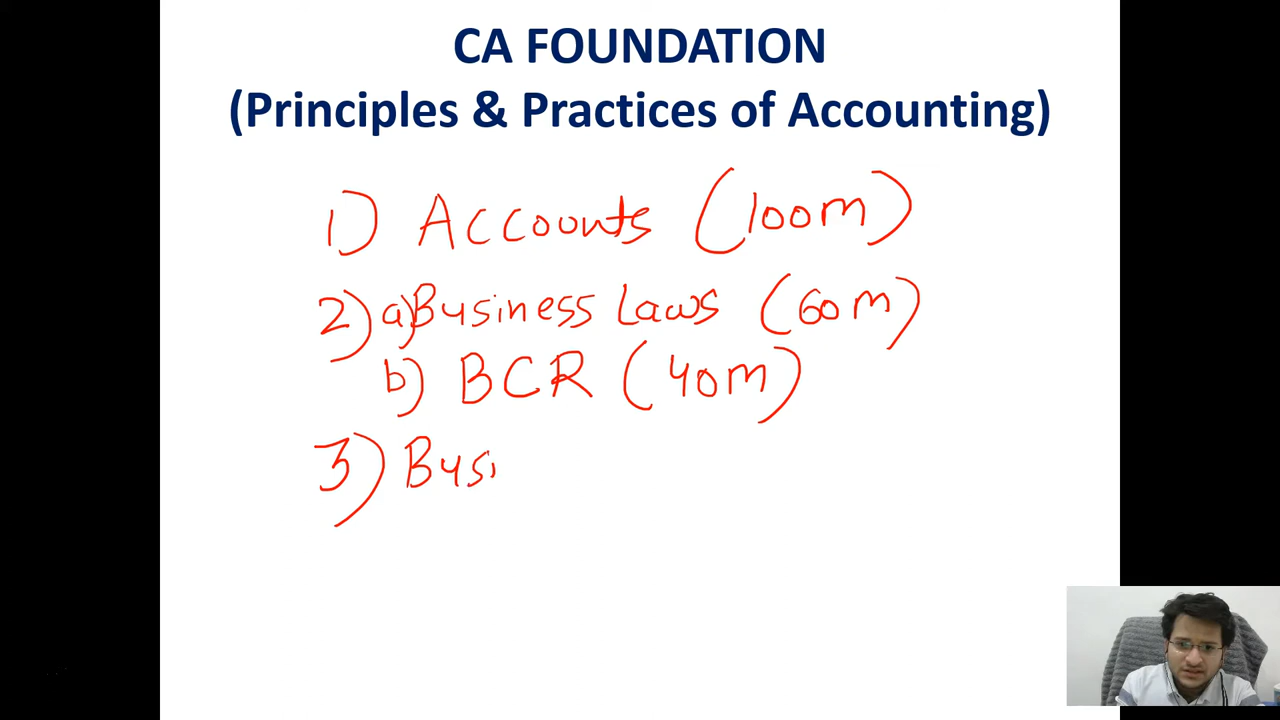 CA FOUNDATION
(Principles & Practices of Accounting)
1) Accounts (100m)
2) a) Business Laws (60m)
b) BCR (40m)
3) Busi